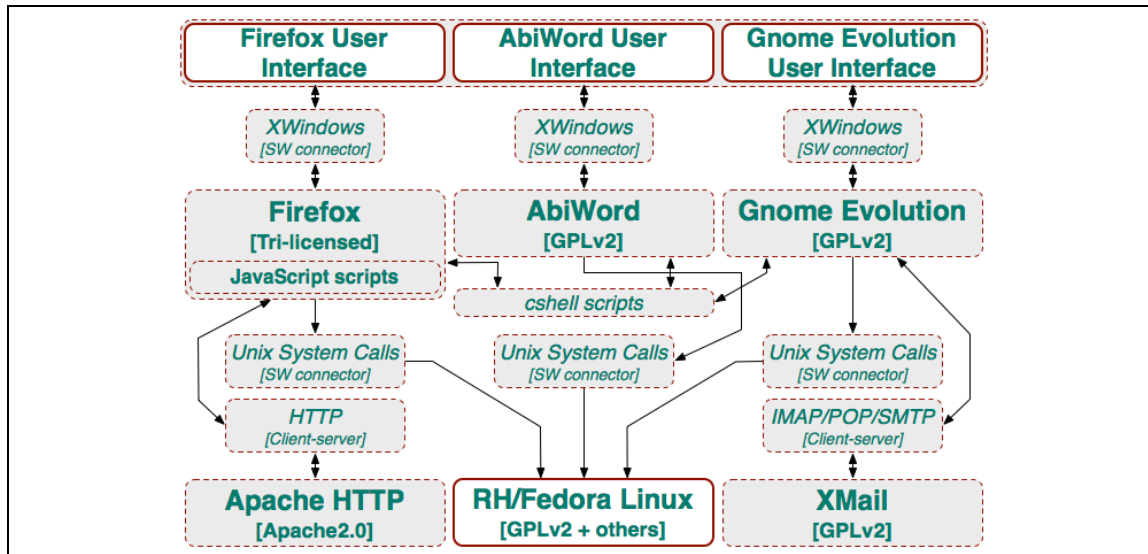 Firefox User
Interface
AbiWord User
Interface
Gnome Evolution
User Interface
XWindows
[SW connector]
XWindows
[SW connector]
XWindows
[SW connector]
Firefox
[Tri-licensed]
JavaScript scripts
AbiWord
[GPLv2]
Gnome Evolution
[GPLv2]
cshell scripts
Unix System Calls
[SW connector]
Unix System Calls
[SW connector]
Unix System Calls
[SW connector]
HTTP
[Client-server]
IMAP/POP/SMTP
[Client-server]
Apache HTTP
[Apache2.0]
RH/Fedora Linux
[GPLv2 + others]
XMail
[GPLv2]